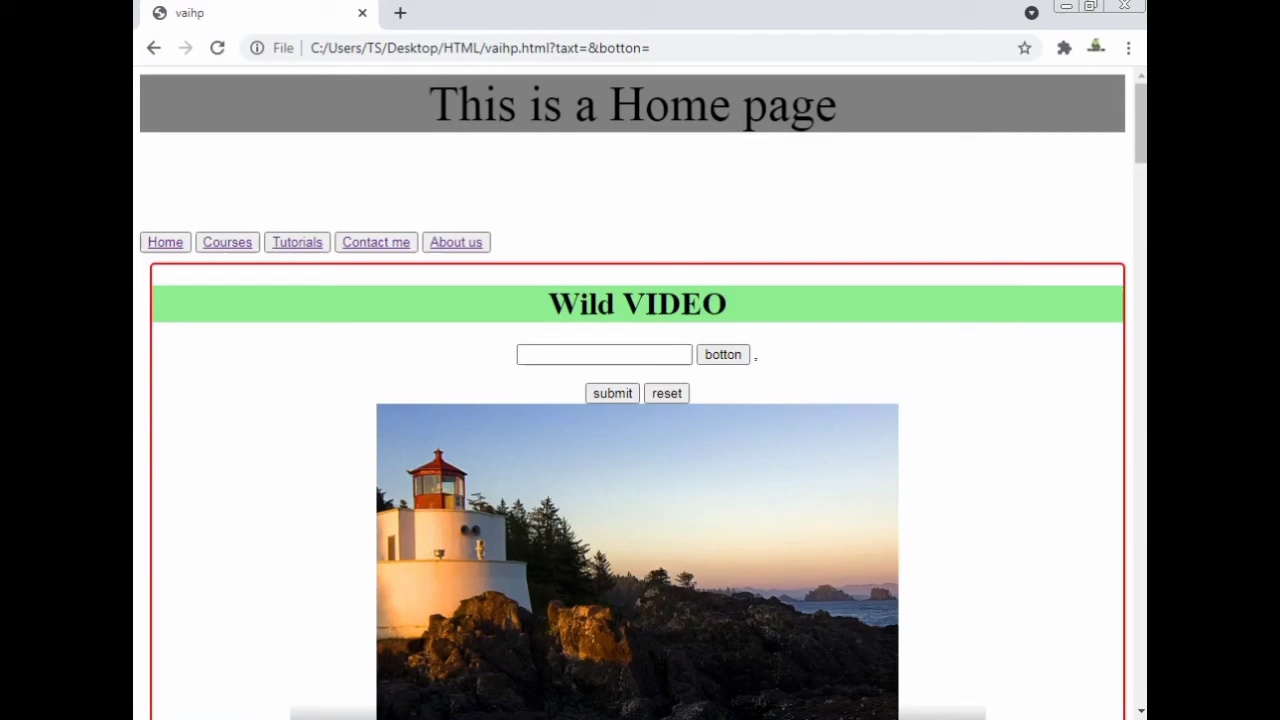 vaihp
File C:/Users/TS/Desktop/HTML/vaihp.html?taxt=&botton=
This is a Home page
Home Courses Tutorials Contact me About us
Wild VIDEO
botton .
submit reset